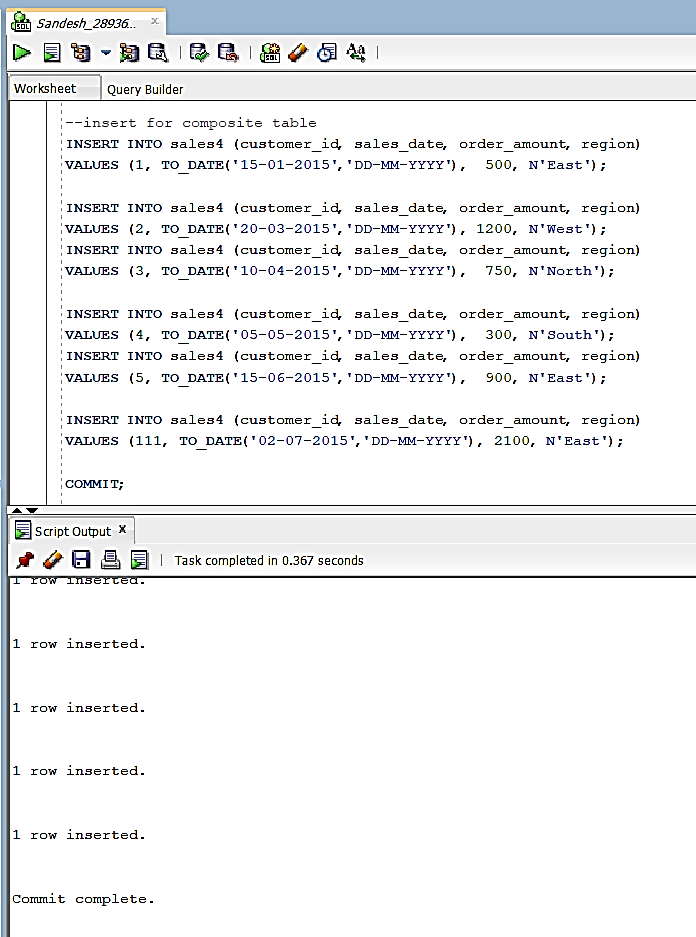 Sandesh_28936...
Worksheet Query Builder
--insert for composite table
INSERT INTO sales4 (customer_id, sales_date, order_amount, region)
VALUES (1, TO_DATE('15-01-2015','DD-MM-YYYY'),  500, N'East');
INSERT INTO sales4 (customer_id, sales_date, order_amount, region)
VALUES (2, TO_DATE('20-03-2015','DD-MM-YYYY'), 1200, N'West');
INSERT INTO sales4 (customer_id, sales_date, order_amount, region)
VALUES (3, TO_DATE('10-04-2015','DD-MM-YYYY'),  750, N'North');
INSERT INTO sales4 (customer_id, sales_date, order_amount, region)
VALUES (4, TO_DATE('05-05-2015','DD-MM-YYYY'),  300, N'South');
INSERT INTO sales4 (customer_id, sales_date, order_amount, region)
VALUES (5, TO_DATE('15-06-2015','DD-MM-YYYY'),  900, N'East');
INSERT INTO sales4 (customer_id, sales_date, order_amount, region)
VALUES (111, TO_DATE('02-07-2015','DD-MM-YYYY'), 2100, N'East');
COMMIT;
Script Output
Task completed in 0.367 seconds
1 row inserted.
1 row inserted.
1 row inserted.
1 row inserted.
1 row inserted.
Commit complete.